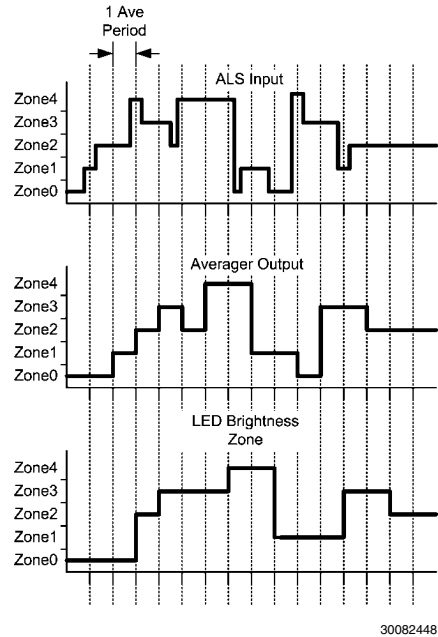 1 Ave
Period
ALS Input
Zone4
Zone3
Zone2
Zone1
Zone0
Averager Output
Zone4
Zone3
Zone2
Zone1
Zone0
LED Brightness
Zone
Zone4
Zone3
Zone2
Zone1
Zone0
30082448